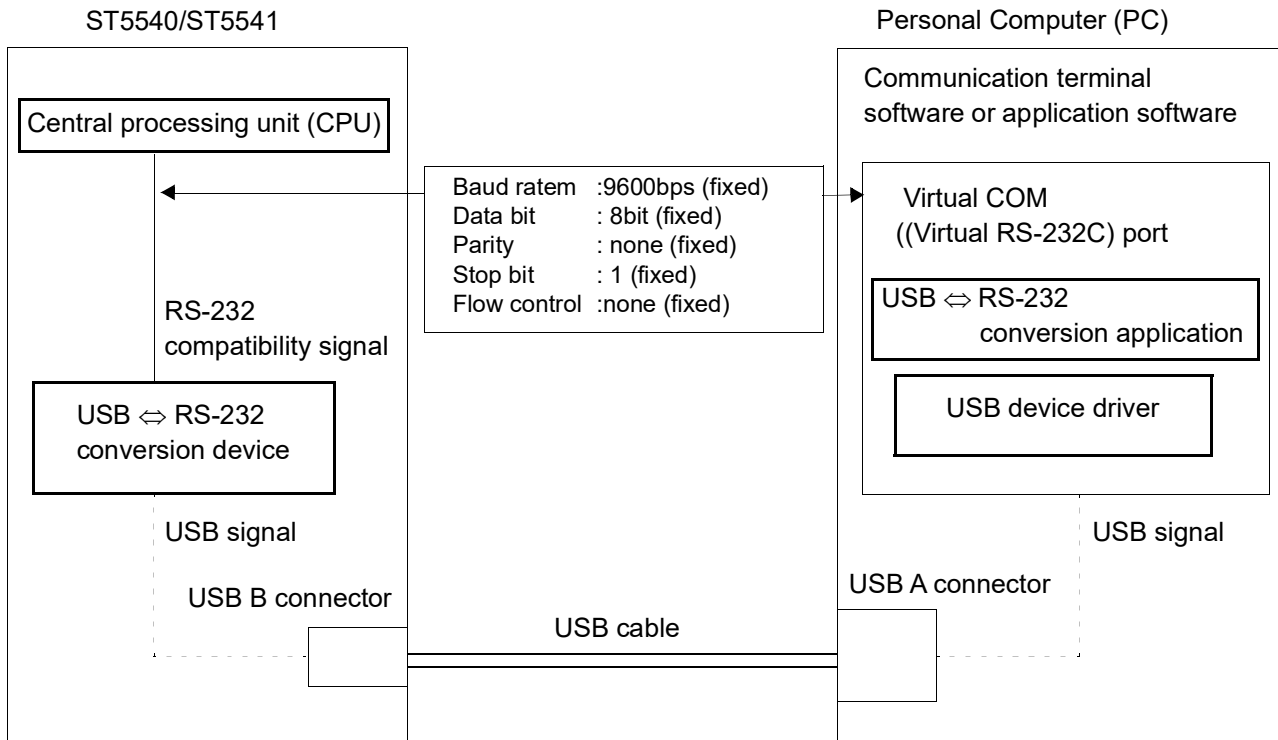 ST5540/ST5541
Central processing unit (CPU)
RS-232
compatibility signal
USB ⇔ RS-232
conversion device
USB signal
USB B connector
Baud ratem :9600bps (fixed)
Data bit : 8bit (fixed)
Parity : none (fixed)
Stop bit : 1 (fixed)
Flow control :none (fixed)
USB cable
Personal Computer (PC)
Communication terminal
software or application software
Virtual COM
((Virtual RS-232C) port
USB ⇔ RS-232
conversion application
USB device driver
USB signal
USB A connector